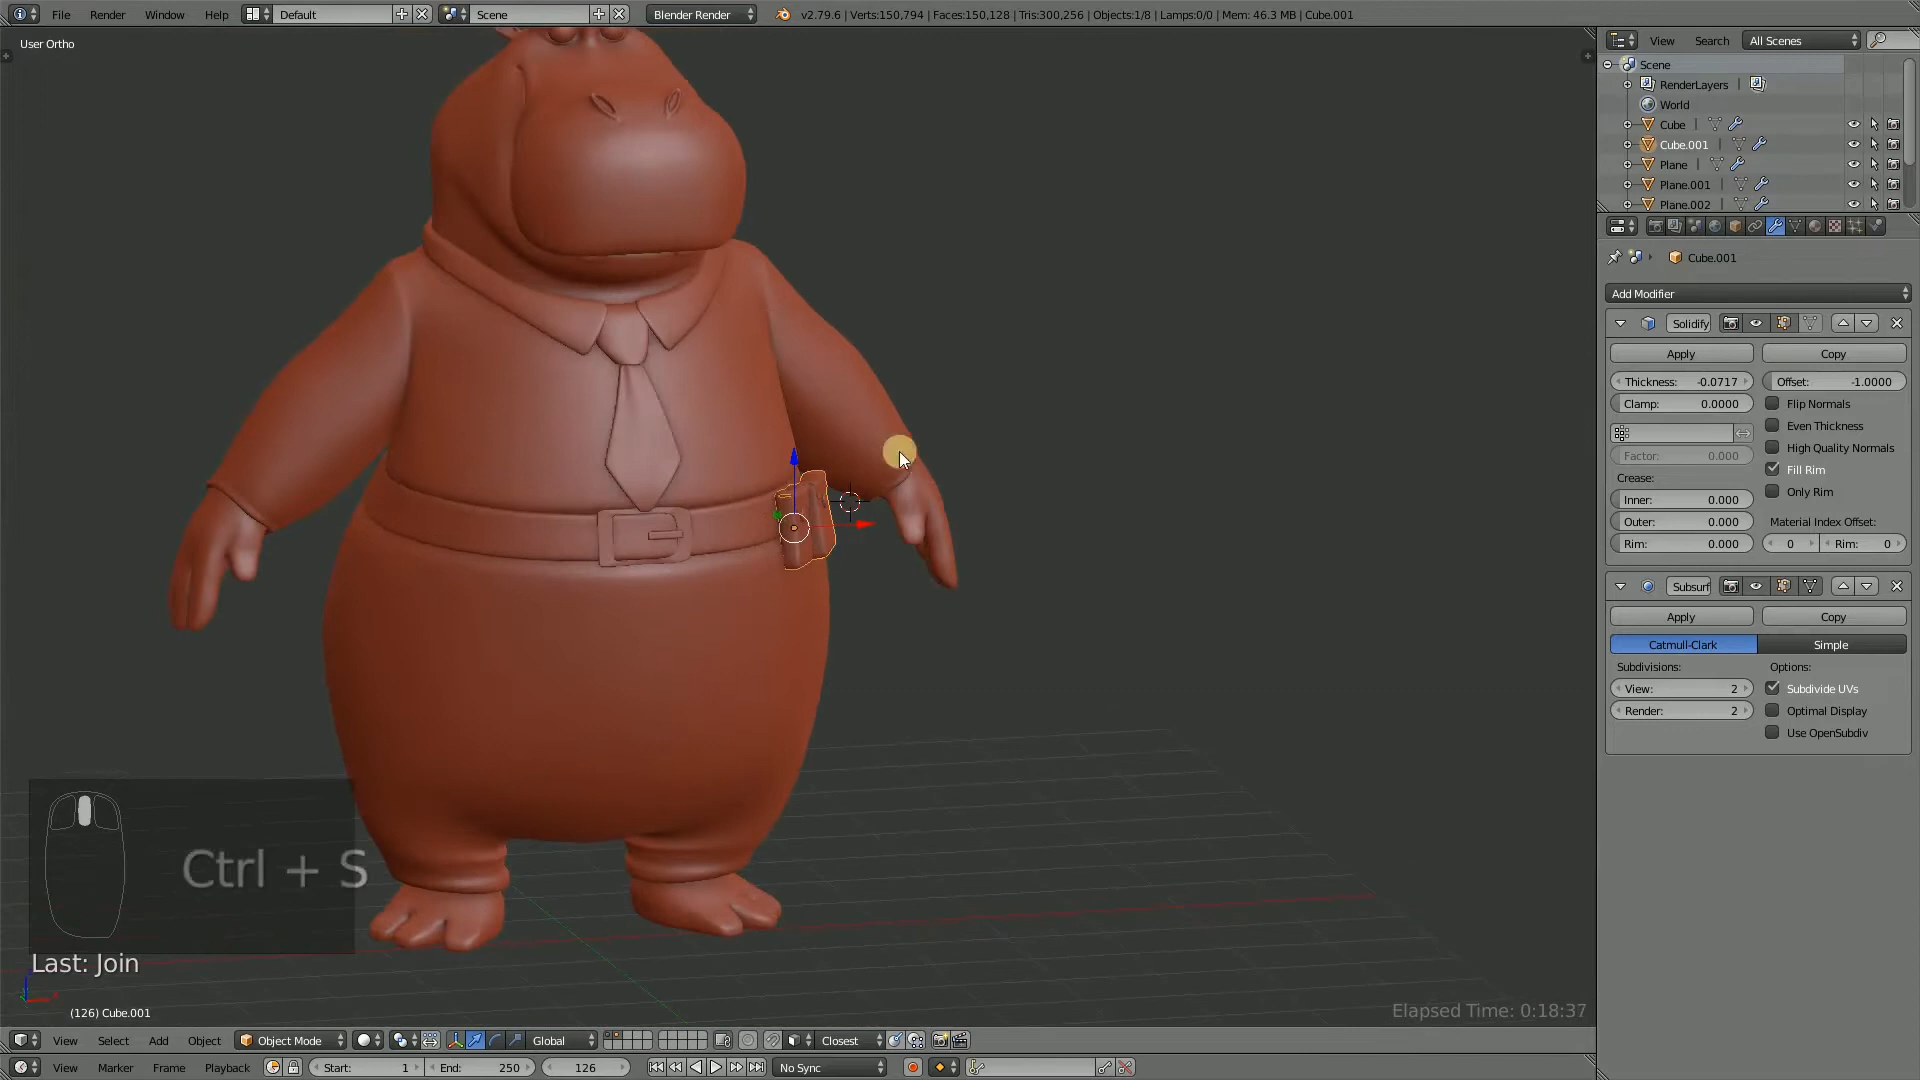 File Render Window Help Default Scene Blender Render v2.79.6 | Verts:150,794 | Faces:150,128 | Tris:300,256 | Objects:1/8 | Lamps:0/0 | Mem: 46.3 MB | Cube.001
User Ortho
View Search All Scenes
Scene
RenderLayers
World
Cube
Cube.001
Plane
Plane.001
Plane.002
Cube.001
Add Modifier
Solidify
Apply Copy
Thickness: -0.0717 Offset: -1.0000
Clamp: 0.0000 Flip Normals
Even Thickness
Factor: 0.000 High Quality Normals
Crease: Fill Rim
Inner: 0.000 Only Rim
Outer: 0.000 Material Index Offset:
Rim: 0.000 0 Rim: 0
Subsurf
Apply Copy
Catmull-Clark Simple
Subdivisions: Options:
View: 2 Subdivide UVs
Render: 2 Optimal Display
Use OpenSubdiv
Ctrl + S
Last: Join
(126) Cube.001
Elapsed Time: 0:18:37
View Select Add Object Object Mode Global Closest
View Marker Frame Playback Start: 1 End: 250 126 No Sync